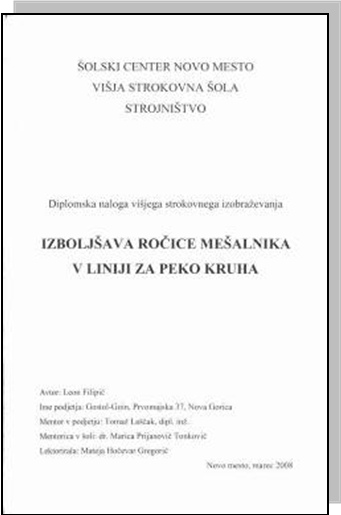 ŠOLSKI CENTER NOVO MESTO
VIŠJA STROKOVNA ŠOLA
STROJNIŠTVO
Diplomska naloga višjega strokovnega izobraževanja
IZBOLJŠAVA ROČICE MEŠALNIKA
V LINIJI ZA PEKO KRUHA
Avtor: Leon Filipič
Ime podjetja: Gostol-Gopan, Prvomajska 37, Nova Gorica
Mentor v podjetju: Tomaž Laščak, dipl. inž.
Mentorica v šoli: dr. Marica Prijanovič Tonkovič
Lektorirala: Mateja Hočevar Gregorič
Novo mesto, marec 2008